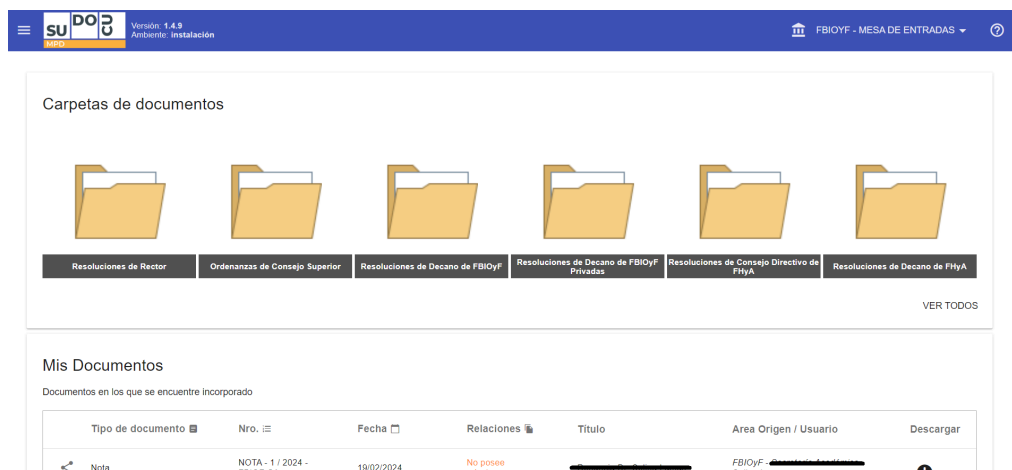 SUDOCU
MPD
Versión: 1.4.9
Ambiente: instalación
FBIOYF - MESA DE ENTRADAS
Carpetas de documentos
Resoluciones de Rector
Ordenanzas de Consejo Superior
Resoluciones de Decano de FBIOyF
Resoluciones de Decano de FBIOyF
Privadas
Resoluciones de Consejo Directivo de
FHyA
Resoluciones de Decano de FHyA
VER TODOS
Mis Documentos
Documentos en los que se encuentre incorporado
Tipo de documento Nro. Fecha Relaciones Título Area Origen / Usuario Descargar
Nota
NOTA - 1 / 2024 -
19/02/2024
No posee
FBIOyF -